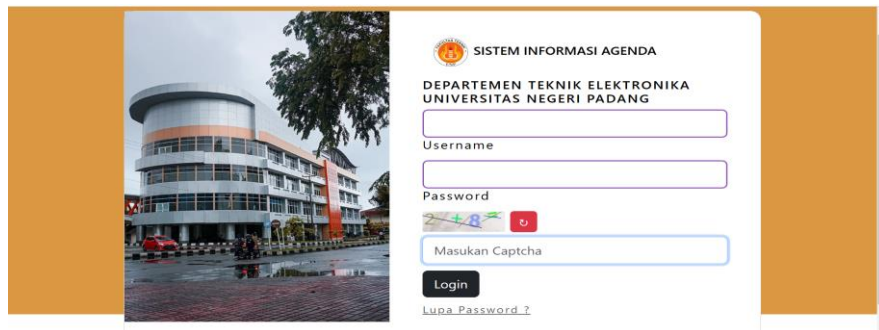 SISTEM INFORMASI AGENDA
DEPARTEMEN TEKNIK ELEKTRONIKA
UNIVERSITAS NEGERI PADANG
Username
Password
2 + 8 =
Masukan Captcha
Login
Lupa Password ?